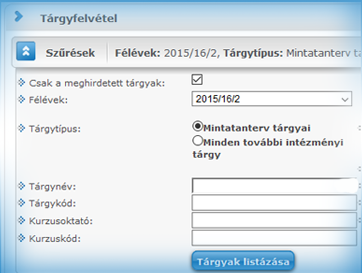 Tárgyfelvétel
Szűrések Félévek: 2015/16/2, Tárgytípus: Mintatanterv
Csak a meghirdetett tárgyak:
Félévek: 2015/16/2
Tárgytípus: Mintatanterv tárgyai
Minden további intézményi
tárgy
Tárgynév:
Tárgykód:
Kurzusoktató:
Kurzuskód:
Tárgyak listázása